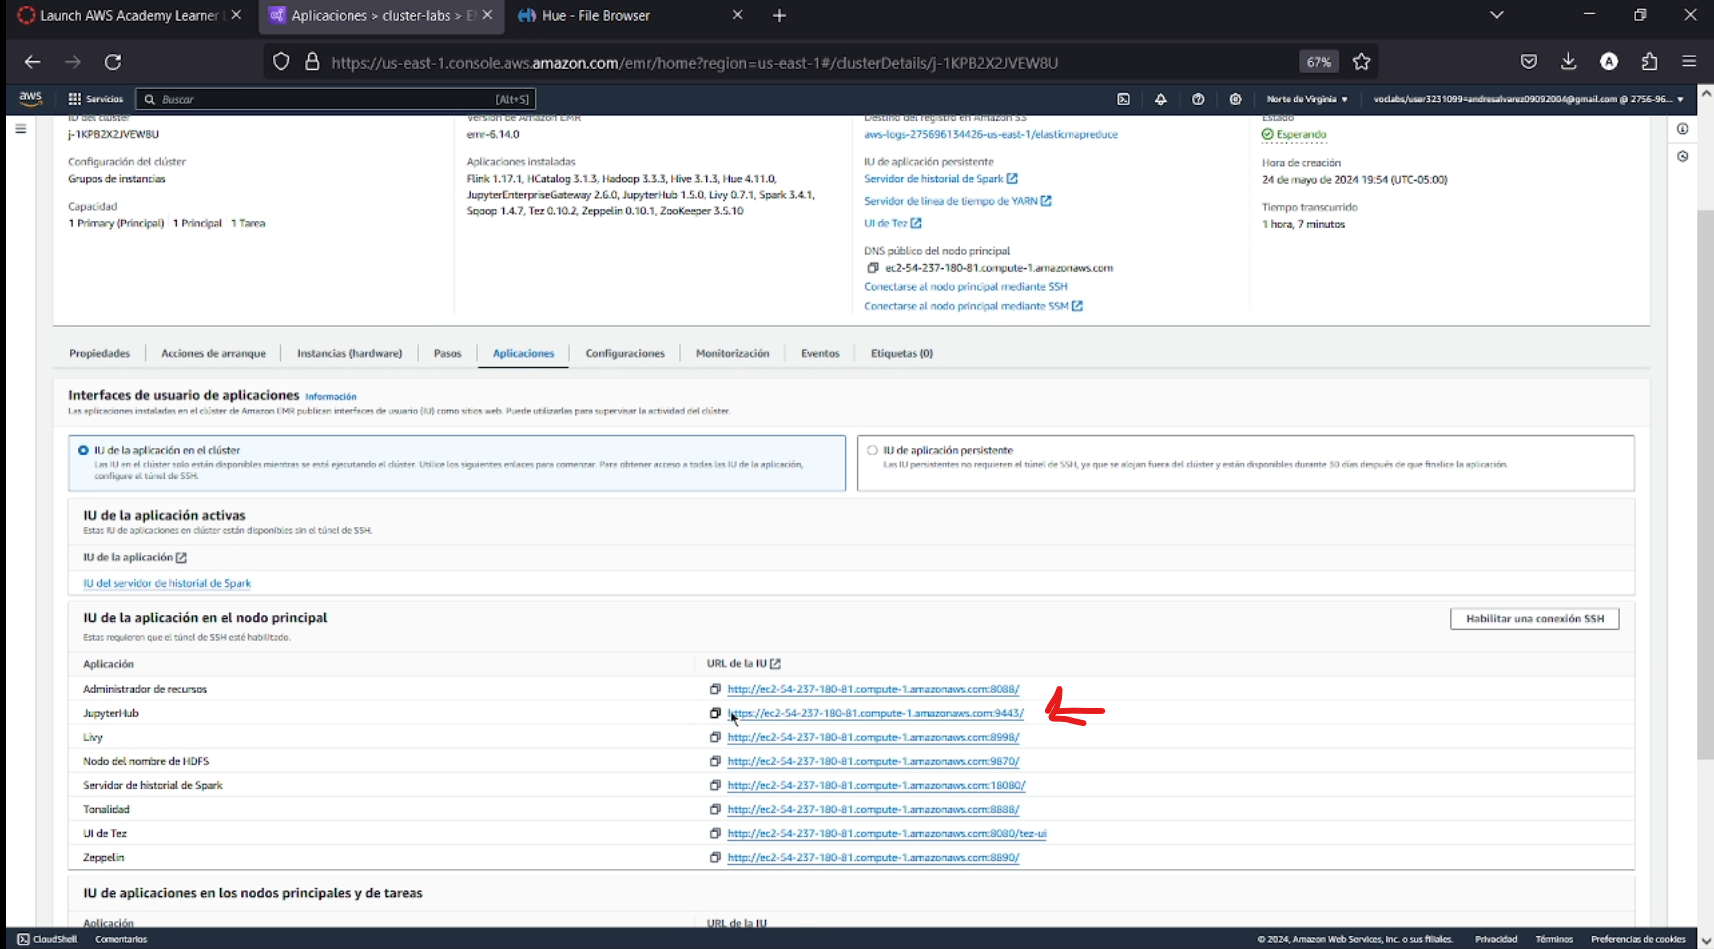 Launch AWS Academy Learner
Aplicaciones > cluster-labs > E
Hue - File Browser
https://us-east-1.console.aws.amazon.com/emr/home?region=us-east-1#/clusterDetails/j-1KPB2X2JVEW8U
67%
A
aws
Servicios
Buscar
[Alt+S]
Norte de Virginia
voclabs/user3231099=andresalvarez09092004@gmail.com @ 2756-96...
ID del clúster
j-1KPB2X2JVEW8U
Configuración del clúster
Grupos de instancias
Capacidad
1 Primary (Principal) 1 Principal 1 Tarea
Versión de Amazon EMR
emr-6.14.0
Aplicaciones instaladas
Flink 1.17.1, HCatalog 3.1.3, Hadoop 3.3.3, Hive 3.1.3, Hue 4.11.0,
JupyterEnterpriseGateway 2.6.0, JupyterHub 1.5.0, Livy 0.7.1, Spark 3.4.1,
Sqoop 1.4.7, Tez 0.10.2, Zeppelin 0.10.1, ZooKeeper 3.5.10
Destino del registro en Amazon S3
aws-logs-275696134426-us-east-1/elasticmapreduce
IU de aplicación persistente
Servidor de historial de Spark
Servidor de línea de tiempo de YARN
UI de Tez
DNS público del nodo principal
ec2-54-237-180-81.compute-1.amazonaws.com
Conectarse al nodo principal mediante SSH
Conectarse al nodo principal mediante SSM
Estado
Esperando
Hora de creación
24 de mayo de 2024 19:54 (UTC-05:00)
Tiempo transcurrido
1 hora, 7 minutos
Propiedades
Acciones de arranque
Instancias (hardware)
Pasos
Aplicaciones
Configuraciones
Monitorización
Eventos
Etiquetas (0)
Interfaces de usuario de aplicaciones Información
Las aplicaciones instaladas en el clúster de Amazon EMR publican interfaces de usuario (IU) como sitios web. Puede utilizarlas para supervisar la actividad del clúster.
IU de la aplicación en el clúster
Las IU en el clúster solo están disponibles mientras se está ejecutando el clúster. Utilice los siguientes enlaces para comenzar. Para obtener acceso a todas las IU de la aplicación,
configure el túnel de SSH.
IU de aplicación persistente
Las IU persistentes no requieren el túnel de SSH, ya que se alojan fuera del clúster y están disponibles durante 30 días después de que finalice la aplicación.
IU de la aplicación activas
Estas IU de aplicaciones en clúster están disponibles sin el túnel de SSH.
IU de la aplicación
IU del servidor de historial de Spark
IU de la aplicación en el nodo principal
Estas requieren que el túnel de SSH esté habilitado.
Habilitar una conexión SSH
Aplicación URL de la IU
Administrador de recursos http://ec2-54-237-180-81.compute-1.amazonaws.com:8088/
JupyterHub https://ec2-54-237-180-81.compute-1.amazonaws.com:9443/
Livy http://ec2-54-237-180-81.compute-1.amazonaws.com:8998/
Nodo del nombre de HDFS http://ec2-54-237-180-81.compute-1.amazonaws.com:9870/
Servidor de historial de Spark http://ec2-54-237-180-81.compute-1.amazonaws.com:18080/
Tonalidad http://ec2-54-237-180-81.compute-1.amazonaws.com:8888/
UI de Tez http://ec2-54-237-180-81.compute-1.amazonaws.com:8080/tez-ui
Zeppelin http://ec2-54-237-180-81.compute-1.amazonaws.com:8890/
IU de aplicaciones en los nodos principales y de tareas
Aplicación URL de la IU
CloudShell
Comentarios
© 2024, Amazon Web Services, Inc. o sus filiales.
Privacidad
Términos
Preferencias de cookies